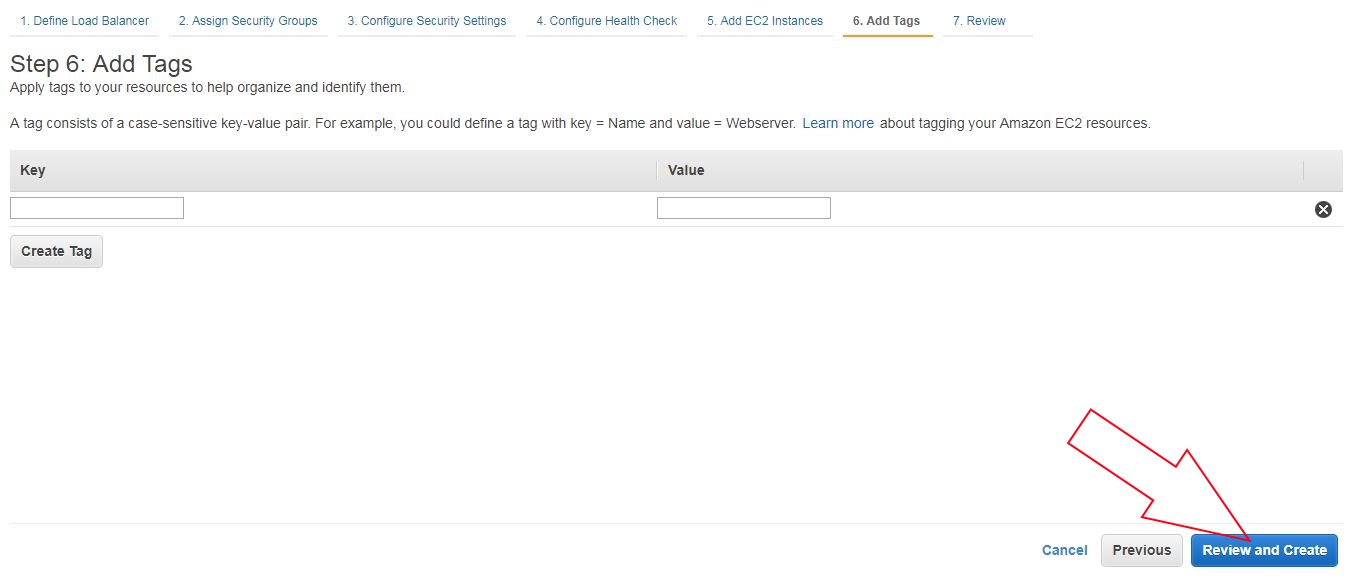 1. Define Load Balancer 2. Assign Security Groups 3. Configure Security Settings 4. Configure Health Check 5. Add EC2 Instances 6. Add Tags 7. Review
Step 6: Add Tags
Apply tags to your resources to help organize and identify them.
A tag consists of a case-sensitive key-value pair. For example, you could define a tag with key = Name and value = Webserver. Learn more about tagging your Amazon EC2 resources.
Key Value
Create Tag
Cancel Previous Review and Create